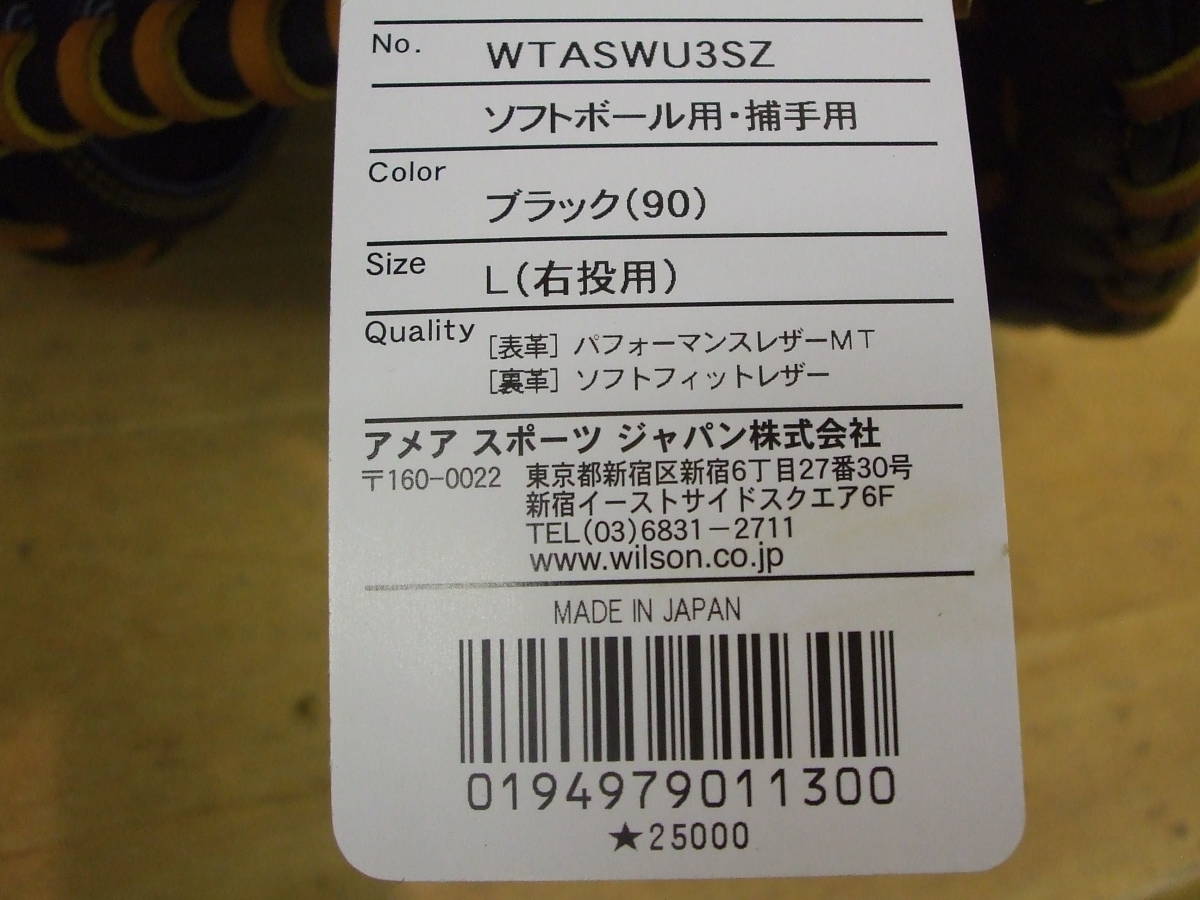 No. WTASWU3SZ
ソフトボール用・捕手用
Color ブラック(90)
Size L(右投用)
Quality [表革] パフォーマンスレザーMT
[裏革] ソフトフィットレザー
アメア スポーツ ジャパン株式会社
〒160-0022 東京都新宿区新宿6丁目27番30号
新宿イーストサイドスクエア6F
TEL(03)6831-2711
www.wilson.co.jp
MADE IN JAPAN
0194979011300
★25000